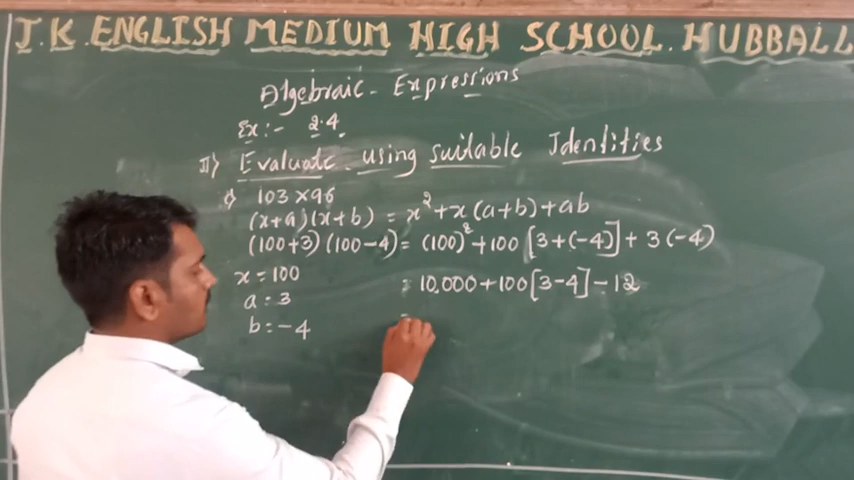 J.K. ENGLISH MEDIUM HIGH SCHOOL. HUBBALL
Algebraic - Expressions
Ex:- 2.4.
II) Evaluate using suitable Identities
i) 103 × 96
(x+a)(x+b) = x² + x(a+b) + ab
(100+3)(100-4) = (100)² + 100[3+(-4)] + 3(-4)
x = 100
= 10,000 + 100[3-4] - 12
a = 3
b = -4
=